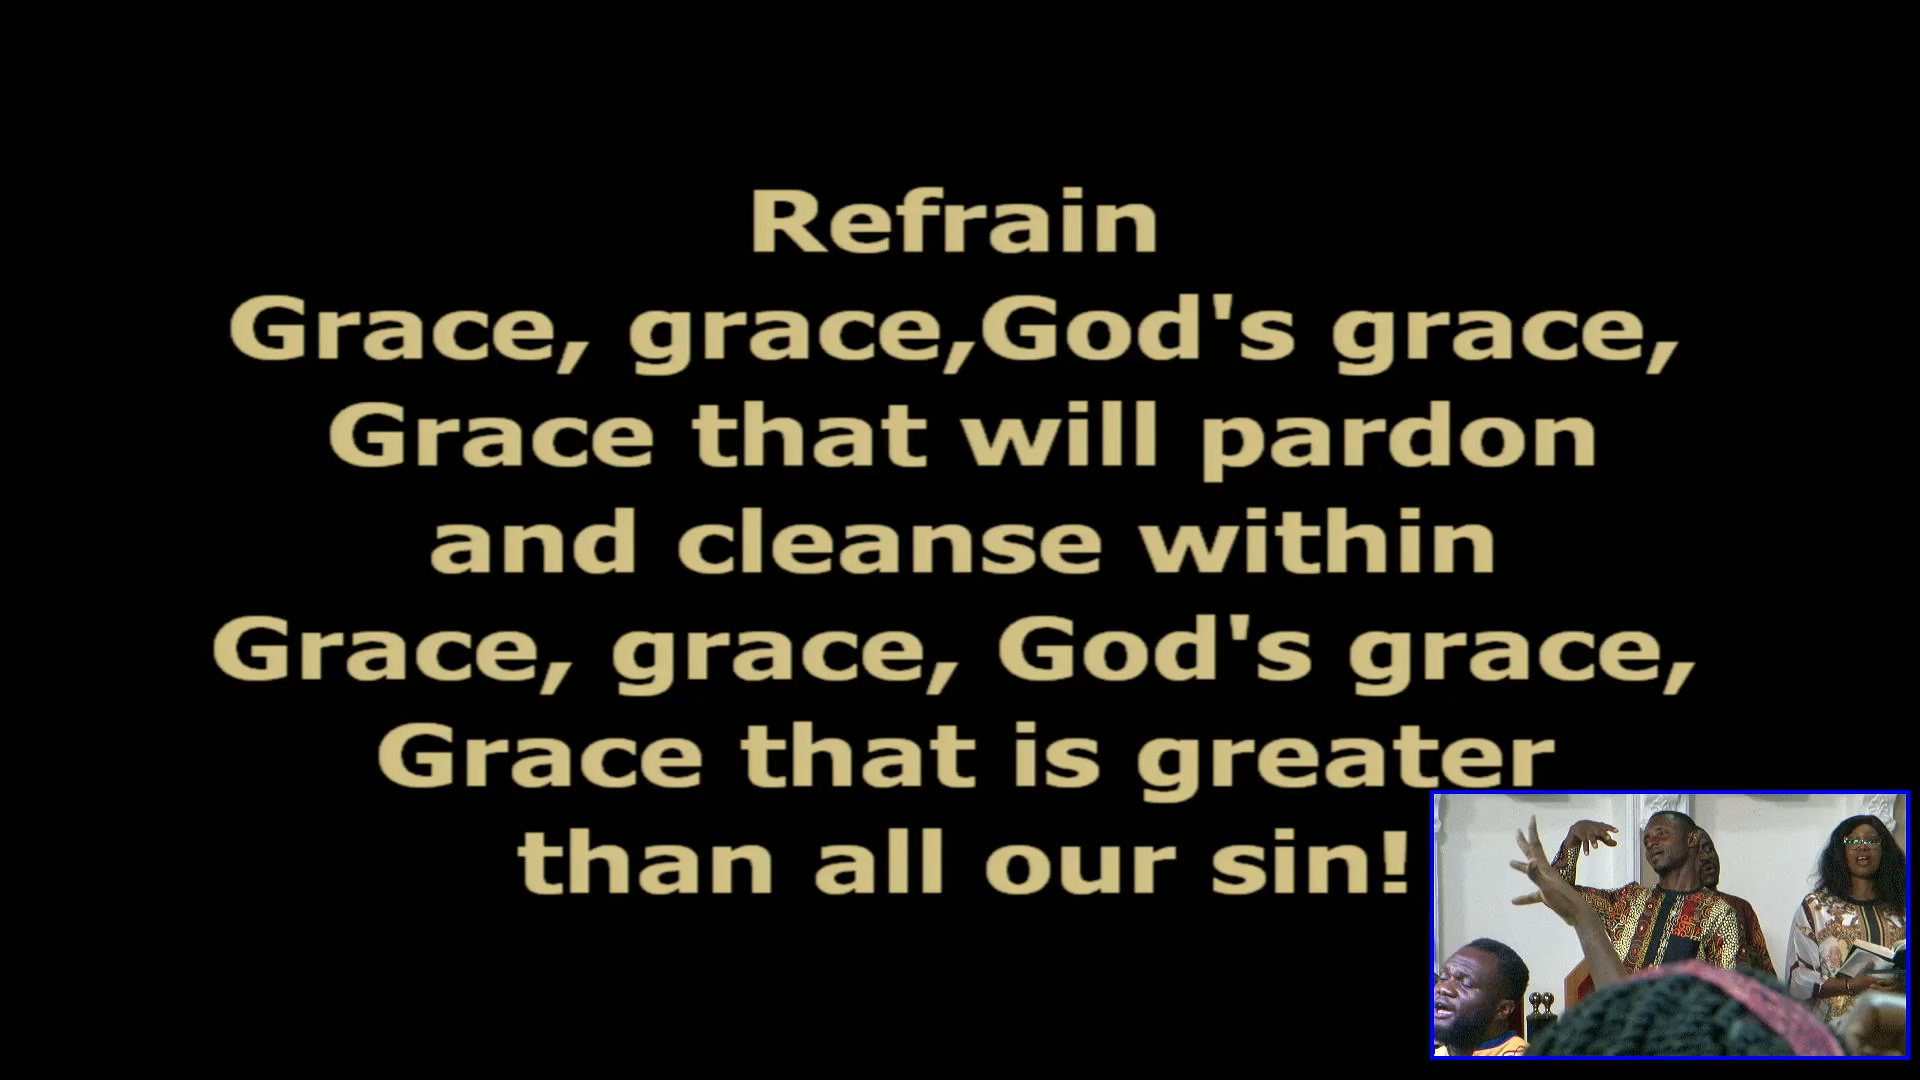 Refrain
Grace, grace,God's grace,
Grace that will pardon
and cleanse within
Grace, grace, God's grace,
Grace that is greater
than all our sin!